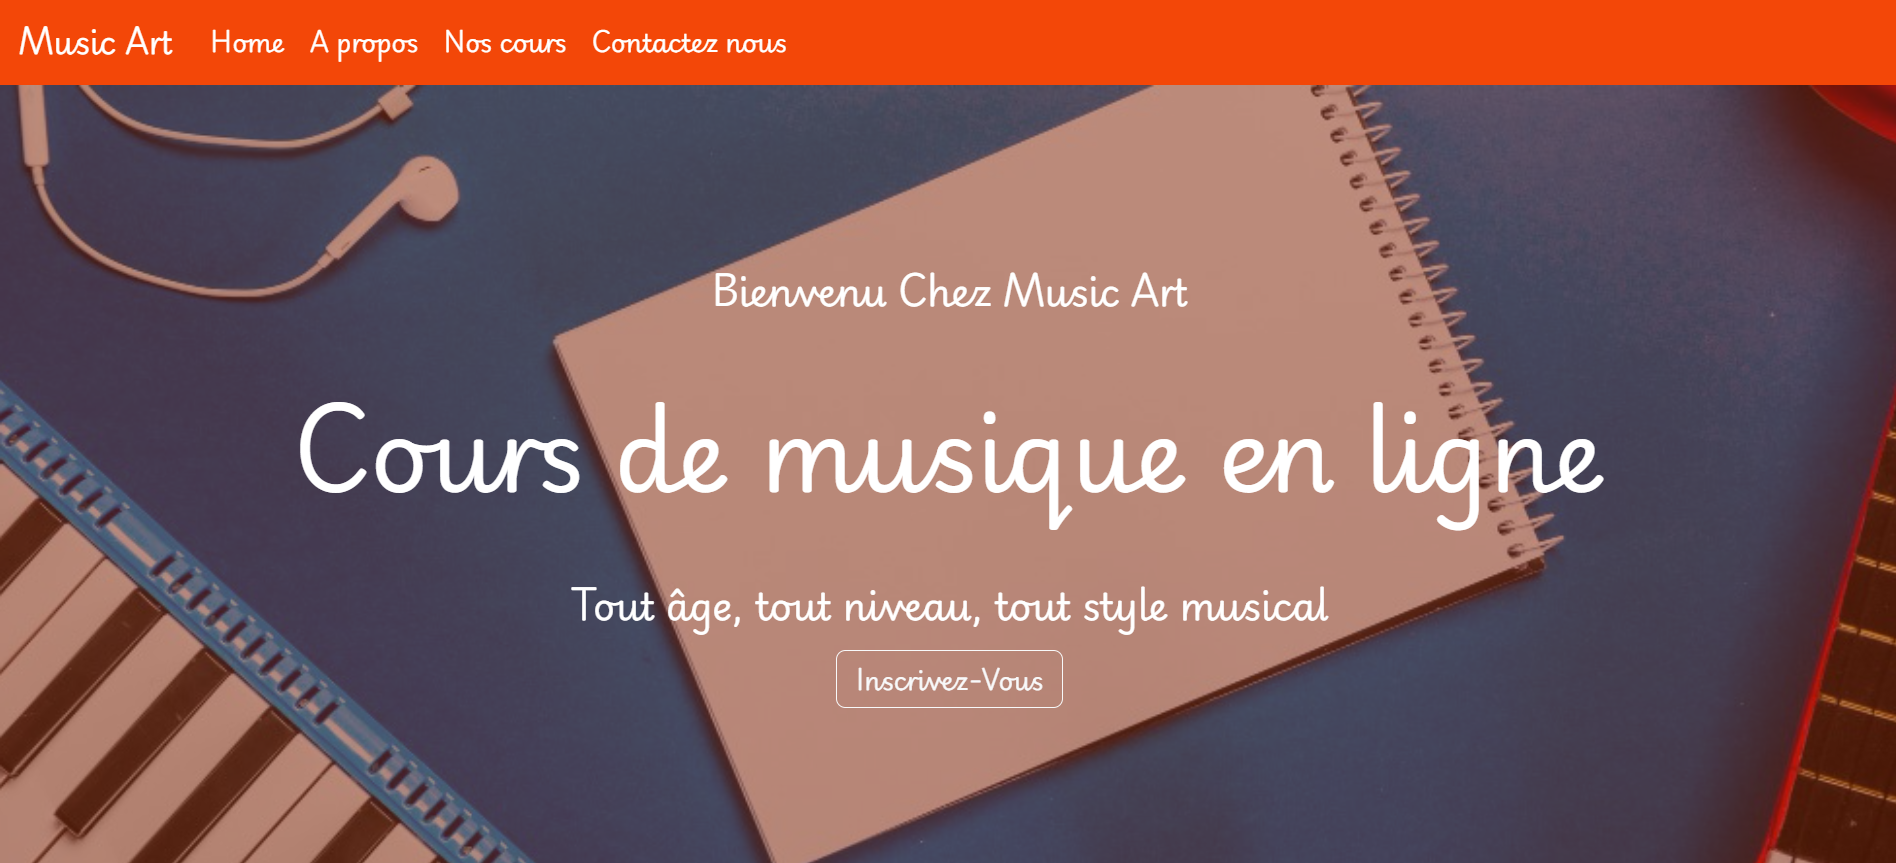 Music Art Home A propos Nos cours Contactez nous
Bienvenu Chez Music Art
Cours de musique en ligne
Tout âge, tout niveau, tout style musical
Inscrivez-Vous